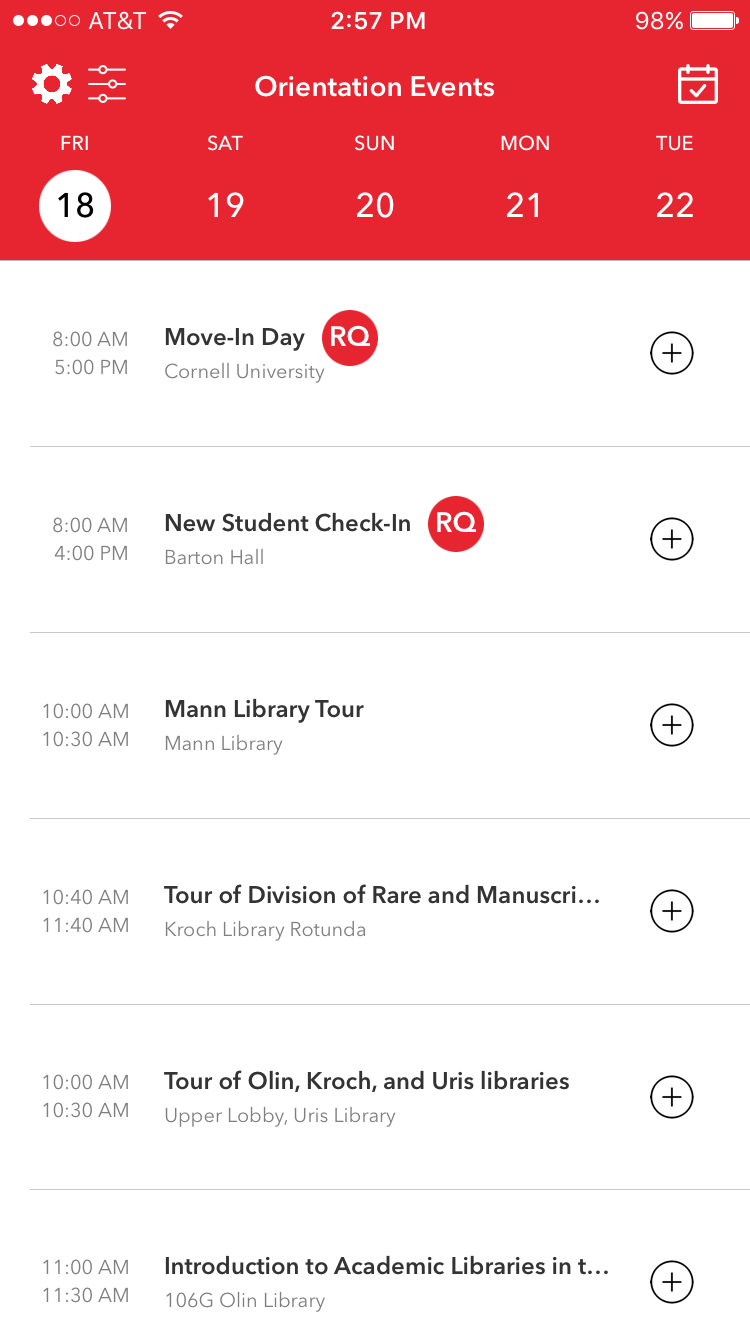 AT&T 2:57 PM 98%
Orientation Events
FRI SAT SUN MON TUE
18 19 20 21 22
8:00 AM Move-In Day RQ
5:00 PM Cornell University
8:00 AM New Student Check-In RQ
4:00 PM Barton Hall
10:00 AM Mann Library Tour
10:30 AM Mann Library
10:40 AM Tour of Division of Rare and Manuscri...
11:40 AM Kroch Library Rotunda
10:00 AM Tour of Olin, Kroch, and Uris libraries
10:30 AM Upper Lobby, Uris Library
11:00 AM Introduction to Academic Libraries in t...
11:30 AM 106G Olin Library